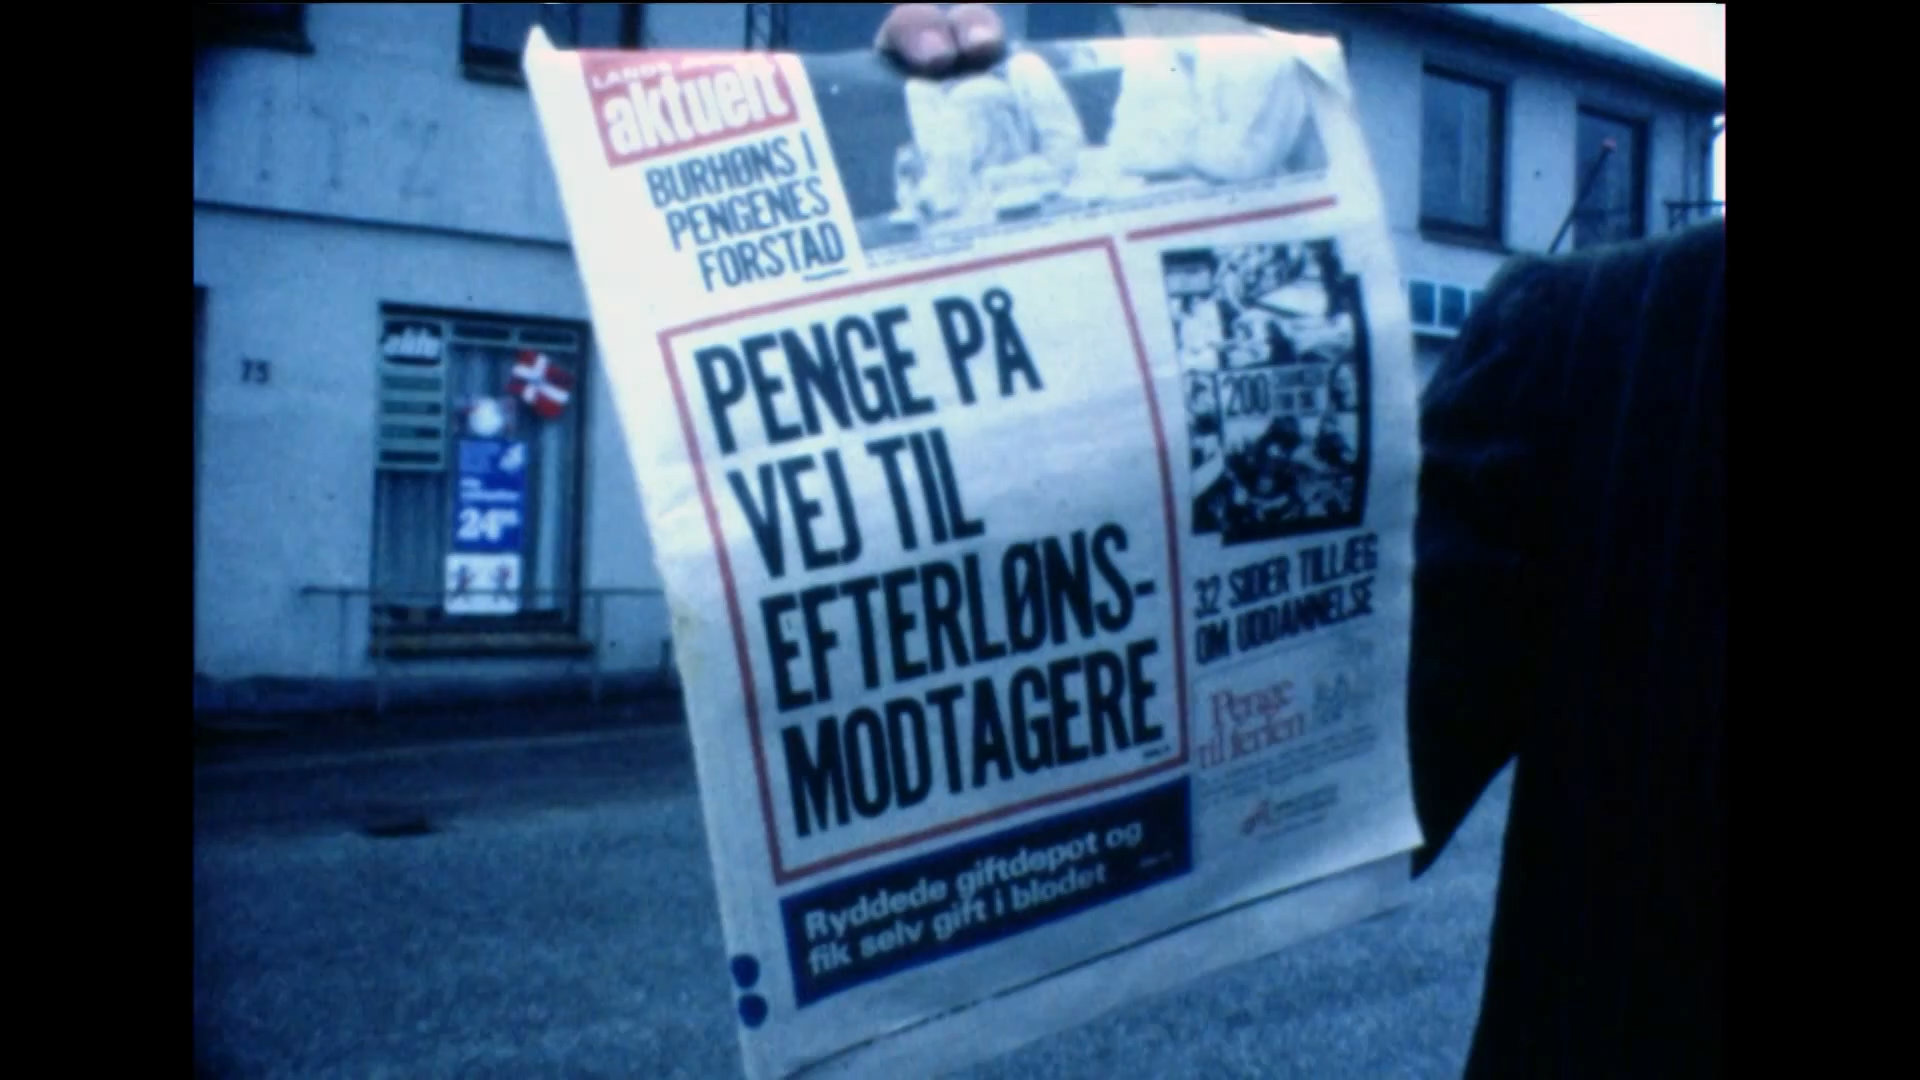 LANDS
aktuelt
BURHØNS I
PENGENES
FORSTAD
PENGE PÅ
VEJ TIL
EFTERLØNS-
MODTAGERE
200
32 SIDER TILLÆG
OM UDDANNELSE
Penge
til ferien
Ryddede giftdepot og
fik selv gift i blodet
75
24